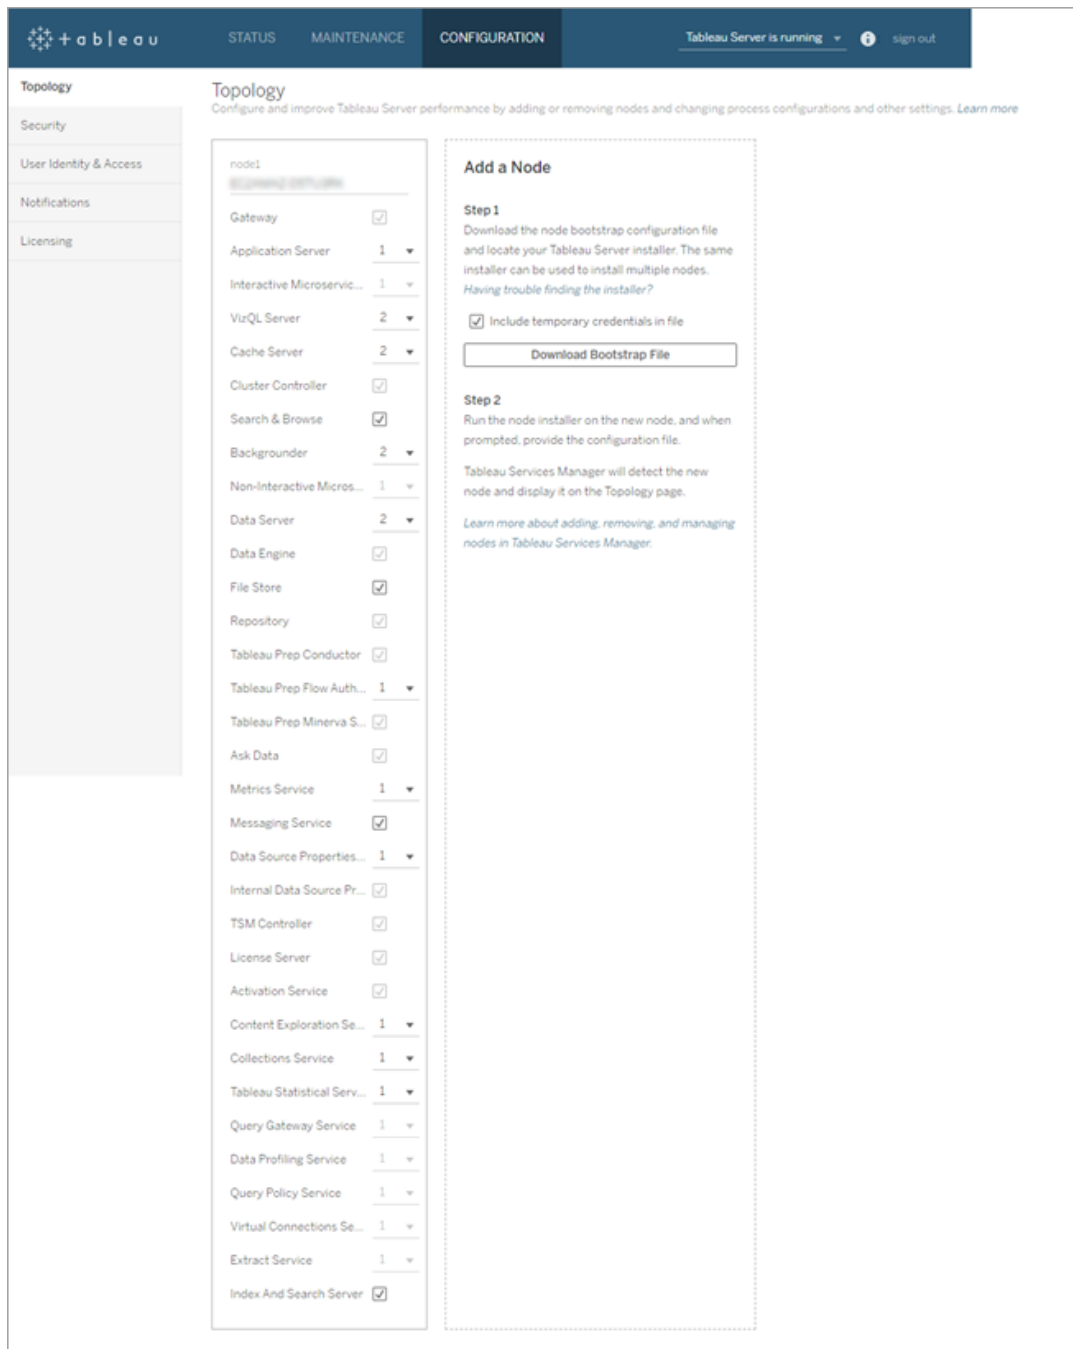 + a b l e a u
STATUS
MAINTENANCE
CONFIGURATION
Tableau Server is running
sign out
Topology
Security
User Identity & Access
Notifications
Licensing
Topology
Configure and improve Tableau Server performance by adding or removing nodes and changing process configurations and other settings. Learn more
node1
Gateway
Application Server 1
Interactive Microservic... 1
VizQL Server 2
Cache Server 2
Cluster Controller
Search & Browse
Backgrounder 2
Non-Interactive Micros... 1
Data Server 2
Data Engine
File Store
Repository
Tableau Prep Conductor
Tableau Prep Flow Auth... 1
Tableau Prep Minerva S...
Ask Data
Metrics Service 1
Messaging Service
Data Source Properties... 1
Internal Data Source Pr...
TSM Controller
License Server
Activation Service
Content Exploration Se... 1
Collections Service 1
Tableau Statistical Serv... 1
Query Gateway Service 1
Data Profiling Service 1
Query Policy Service 1
Virtual Connections Se... 1
Extract Service 1
Index And Search Server
Add a Node
Step 1
Download the node bootstrap configuration file
and locate your Tableau Server installer. The same
installer can be used to install multiple nodes.
Having trouble finding the installer?
Include temporary credentials in file
Download Bootstrap File
Step 2
Run the node installer on the new node, and when
prompted, provide the configuration file.
Tableau Services Manager will detect the new
node and display it on the Topology page.
Learn more about adding, removing, and managing
nodes in Tableau Services Manager.